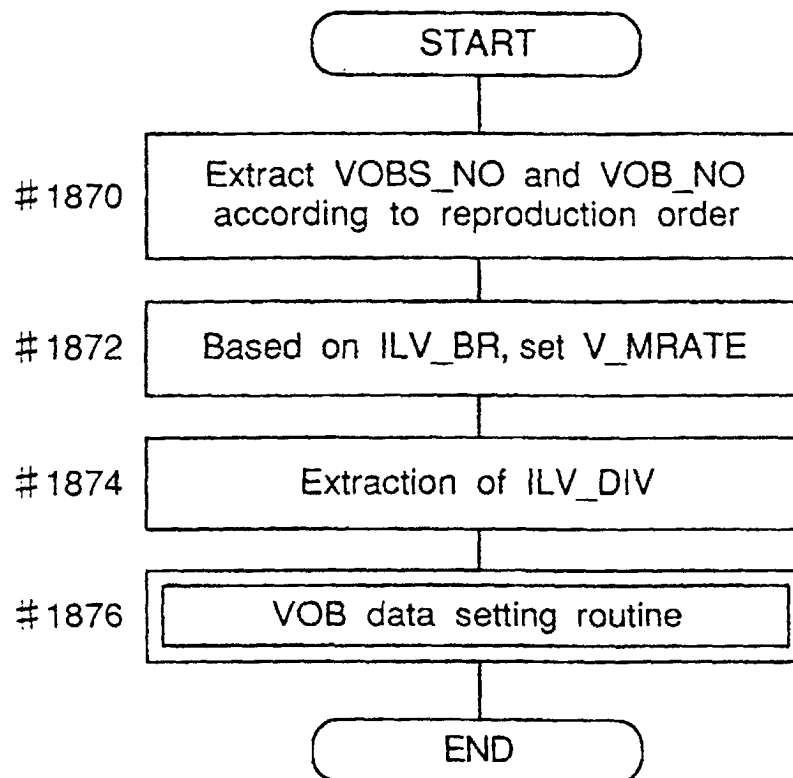 START
#1870
Extract VOBS_NO and VOB_NO
according to reproduction order
#1872
Based on ILV_BR, set V_MRATE
#1874
Extraction of ILV_DIV
#1876
VOB data setting routine
END